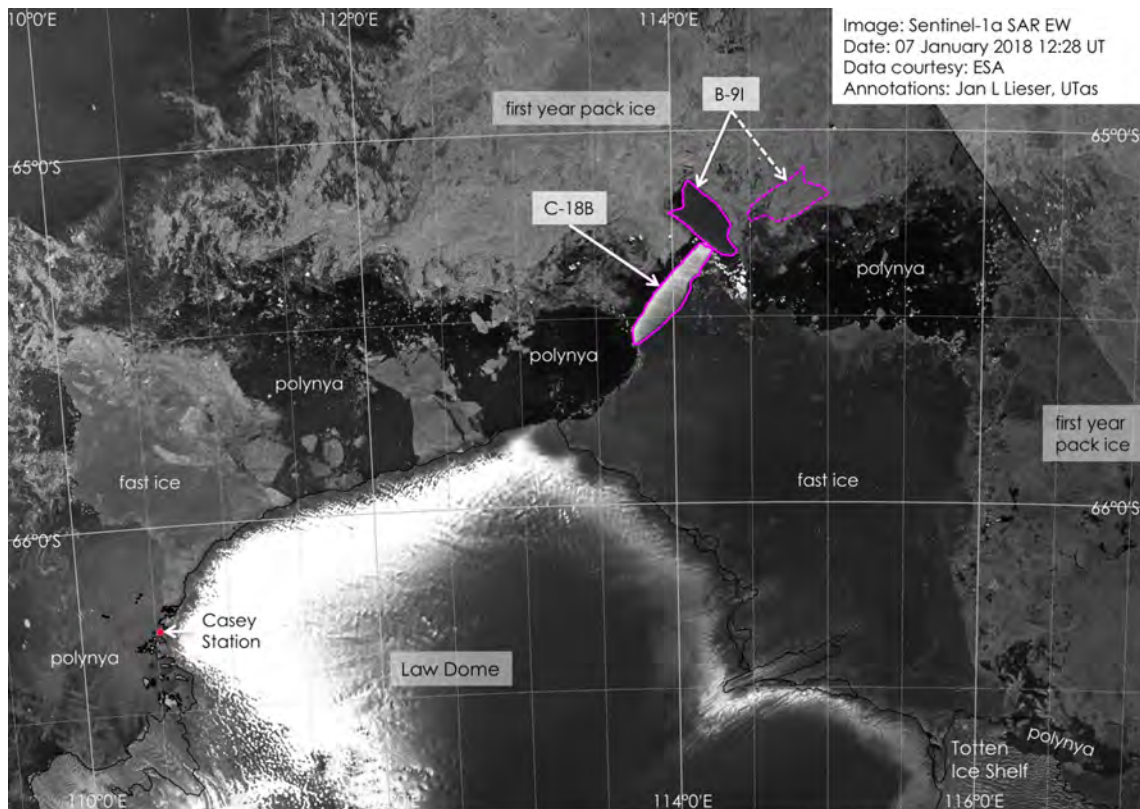 10°0'E
112°0'E
114°0'E
Image: Sentinel-1a SAR EW
Date: 07 January 2018 12:28 UT
Data courtesy: ESA
Annotations: Jan L Lieser, UTas
B-9I
first year pack ice
65°0'S
65°0'S
C-18B
polynya
polynya
polynya
first year
pack ice
fast ice
fast ice
66°0'S
66°0'S
Casey
Station
polynya
Law Dome
polynya
Totten
Ice Shelf
110°0'E
114°0'E
116°0'E